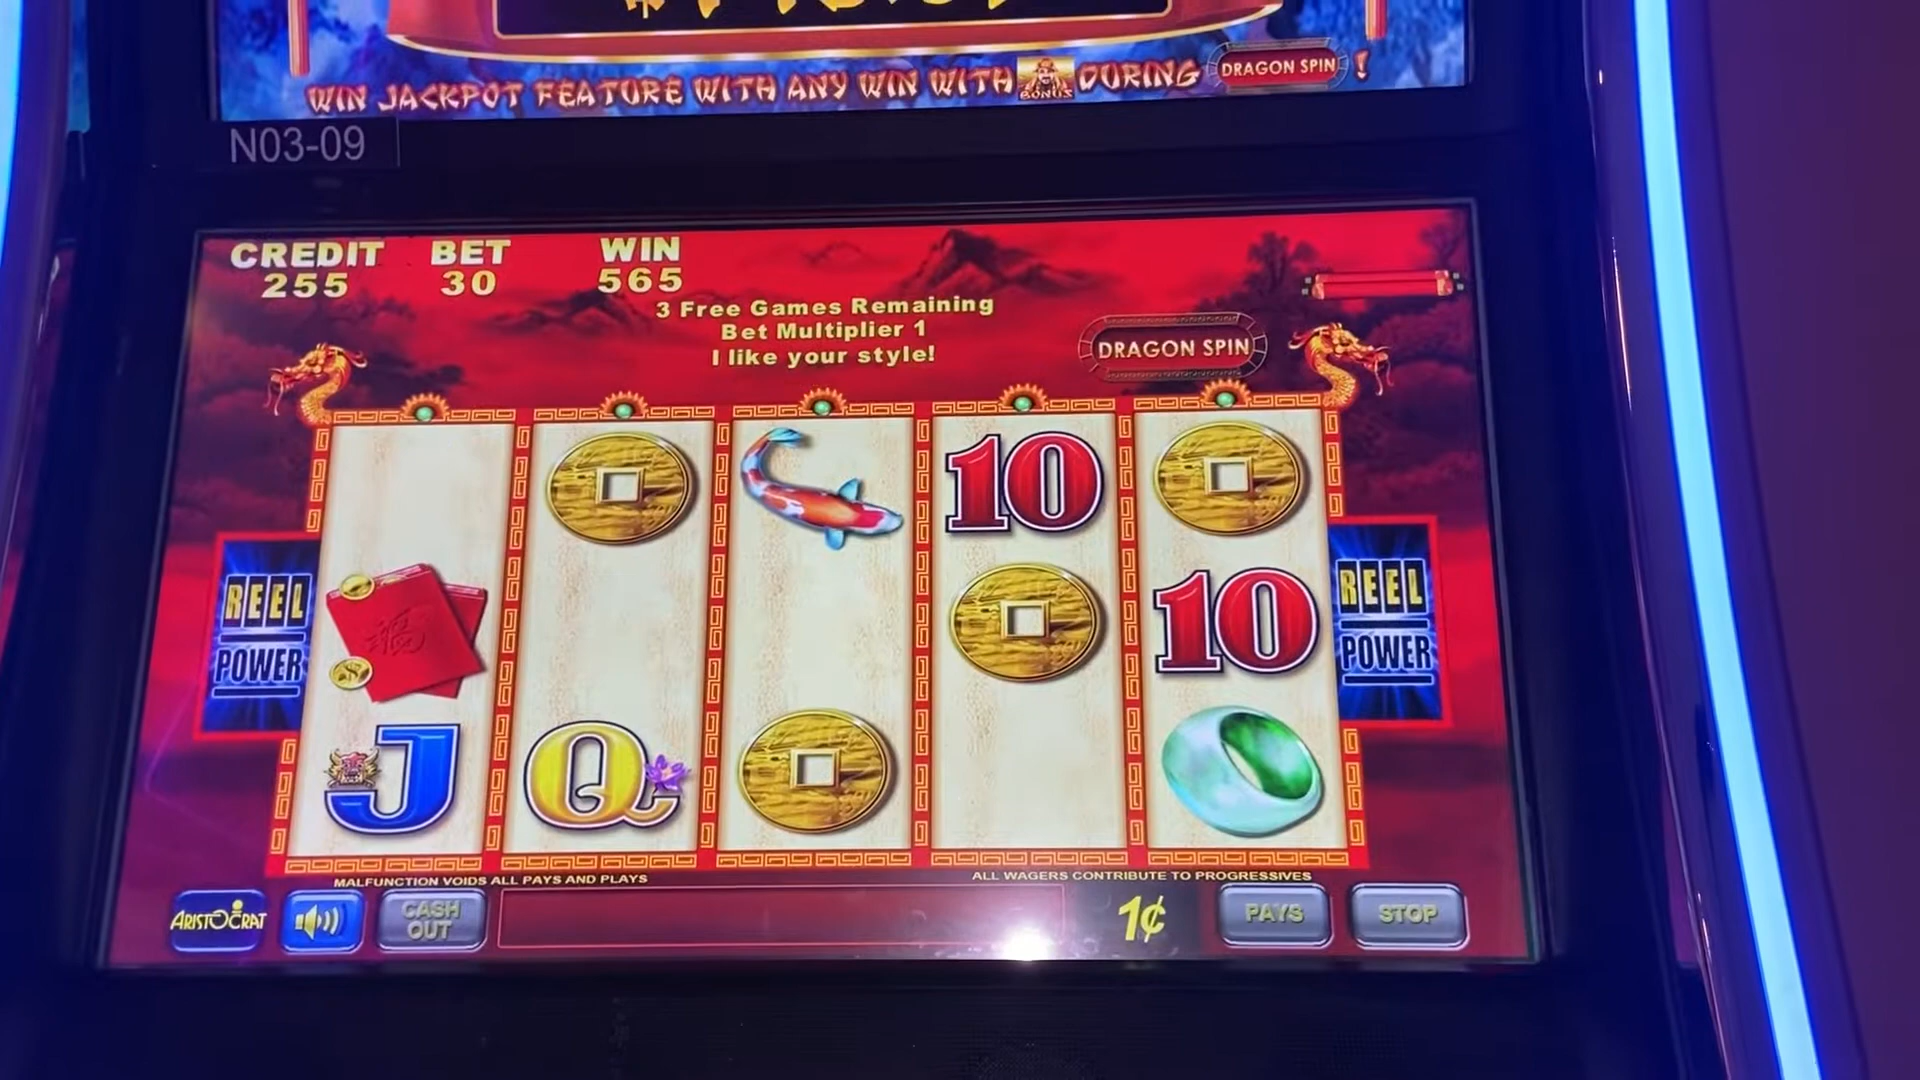 WIN JACKPOT FEATURE WITH ANY WIN WITH BONUS DURING DRAGON SPIN !
N03-09
CREDIT BET WIN
255 30 565
3 Free Games Remaining
Bet Multiplier 1
I like your style!
DRAGON SPIN
10
REEL POWER
10
REEL POWER
J Q
MALFUNCTION VOIDS ALL PAYS AND PLAYS
ALL WAGERS CONTRIBUTE TO PROGRESSIVES
ARISTOCRAT
CASH OUT
1¢
PAYS
STOP